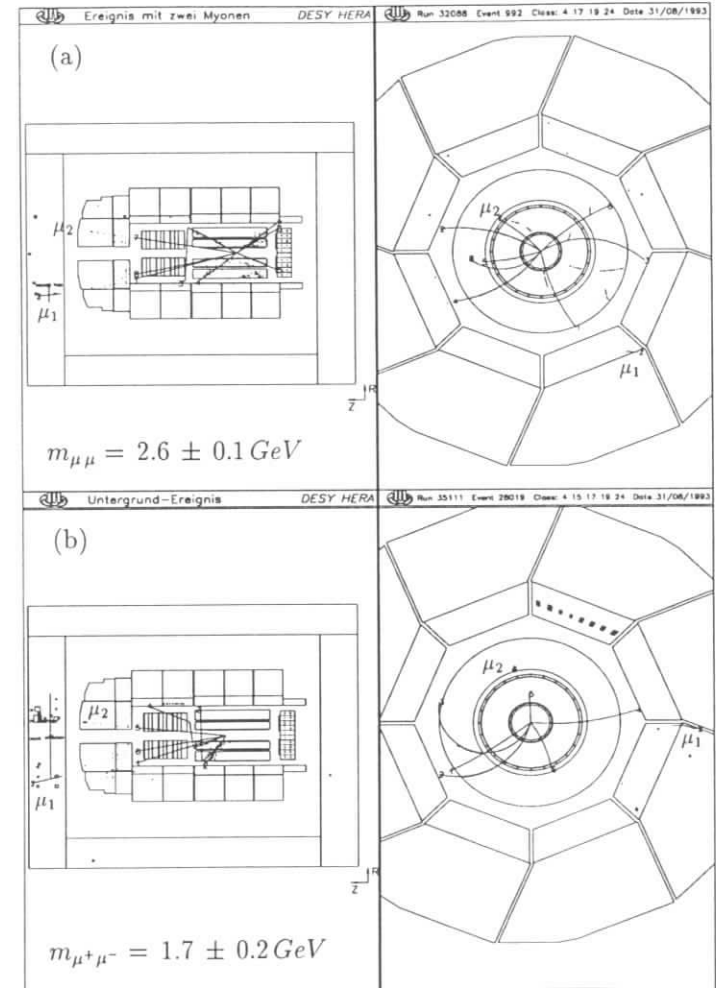 Ereignis mit zwei Myonen DESY HERA
Run 32088 Event 992 Class: 4 17 19 24 Date 31/08/1993
(a)
μ2
μ1
μ2
μ1
Z R
mμμ = 2.6 ± 0.1 GeV
Untergrund-Ereignis DESY HERA
Run 35111 Event 28019 Class: 4 15 17 19 24 Date 31/08/1993
(b)
μ2
μ1
μ2
μ1
Z R
mμ+μ- = 1.7 ± 0.2 GeV